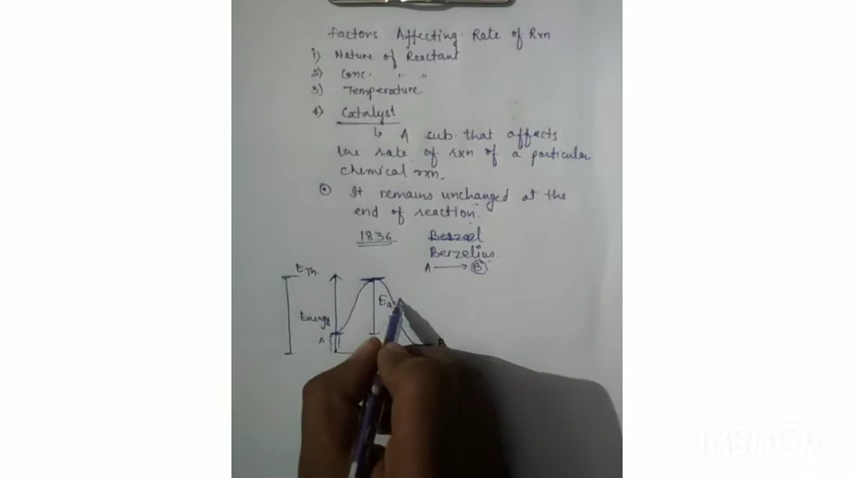 Factors Affecting Rate of Rxn
1) Nature of Reactant
2) Conc. " "
3) Temperature.
4) Catalyst
↳ A sub. that affects
the rate of rxn of a particular
chemical rxn.
It remains unchanged at the
end of reaction.
1836
Berzelius.
A → B
E Th.
Energy
Ea
A